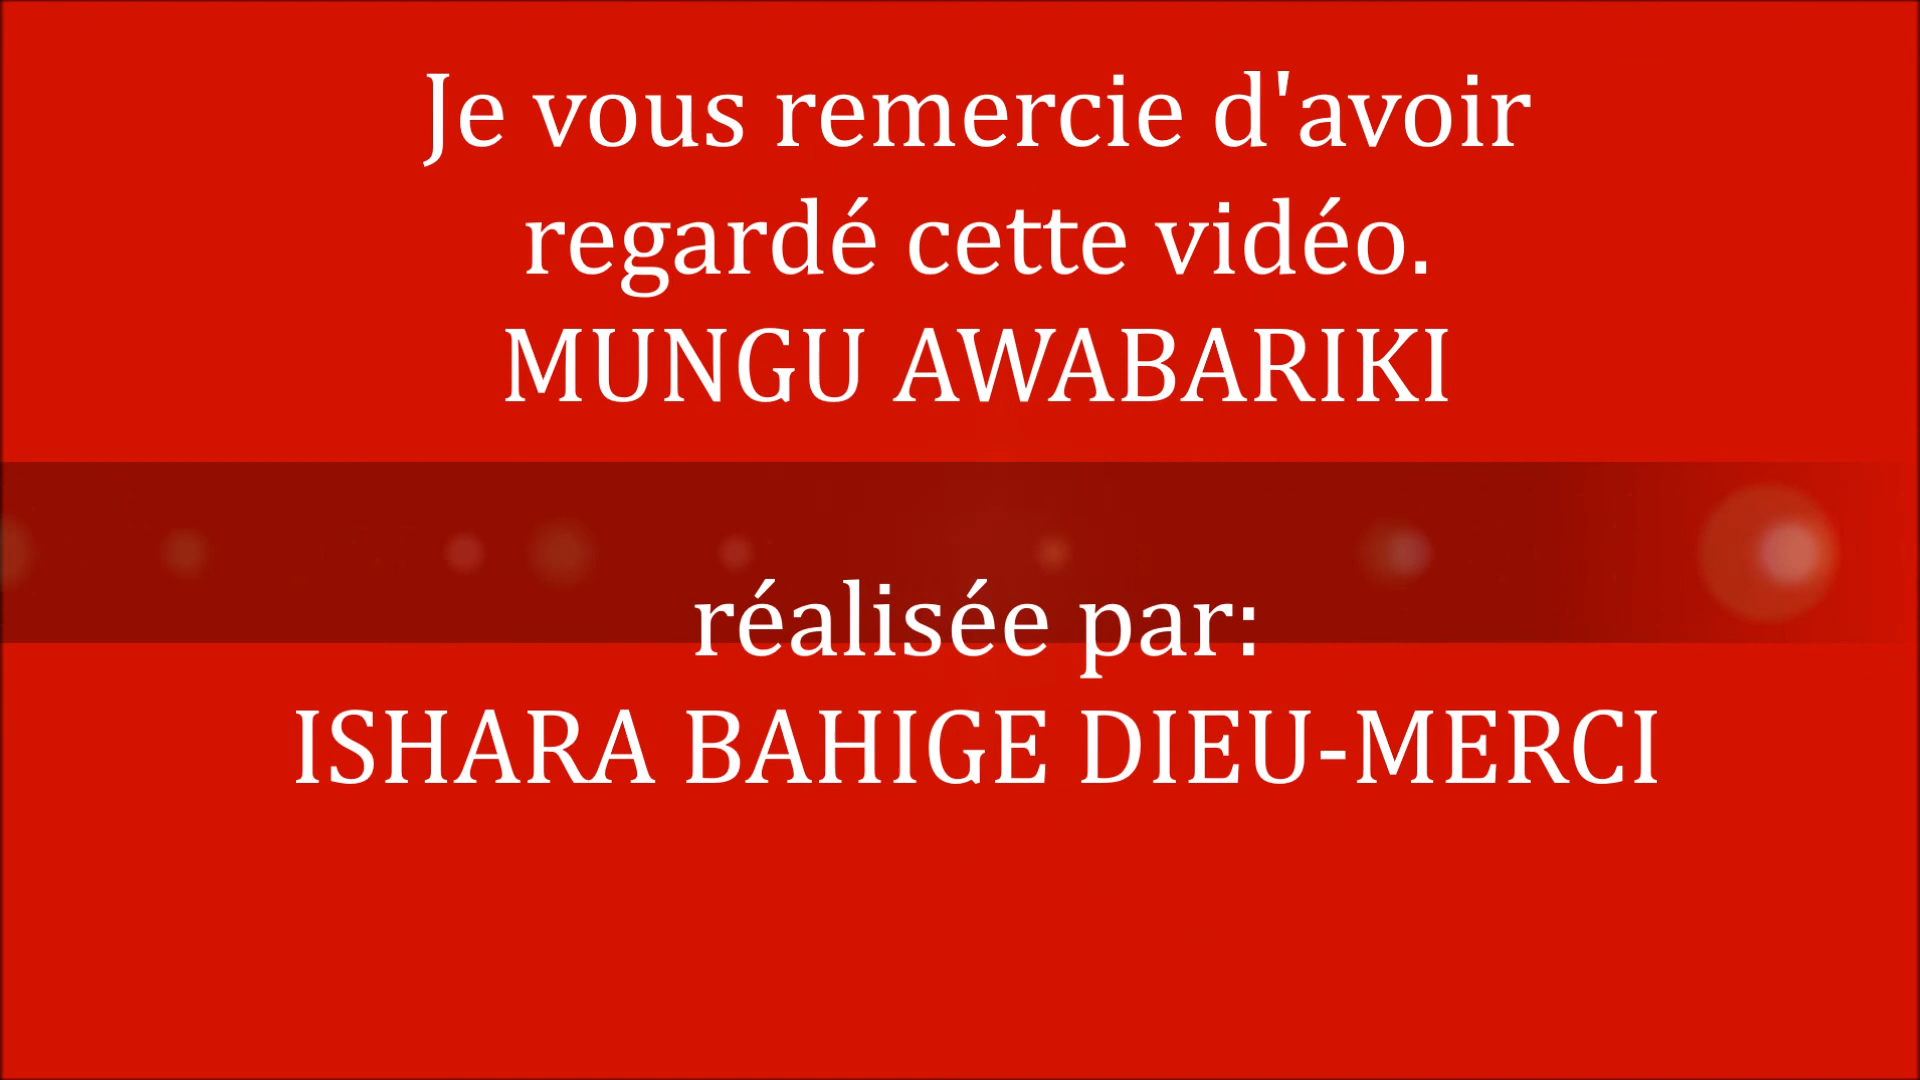 Je vous remercie d'avoir
regardé cette vidéo.
MUNGU AWABARIKI
réalisée par:
ISHARA BAHIGE DIEU-MERCI